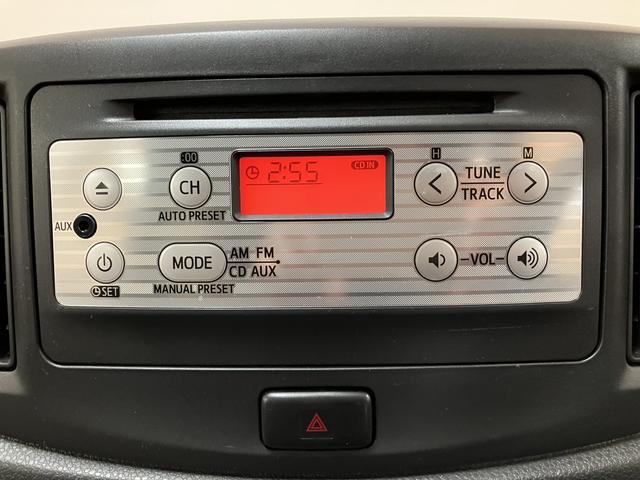 :00
H
M
2:55
CD IN
CH
TUNE
TRACK
AUTO PRESET
AUX
MODE
AM FM
CD AUX
-VOL-
SET
MANUAL PRESET